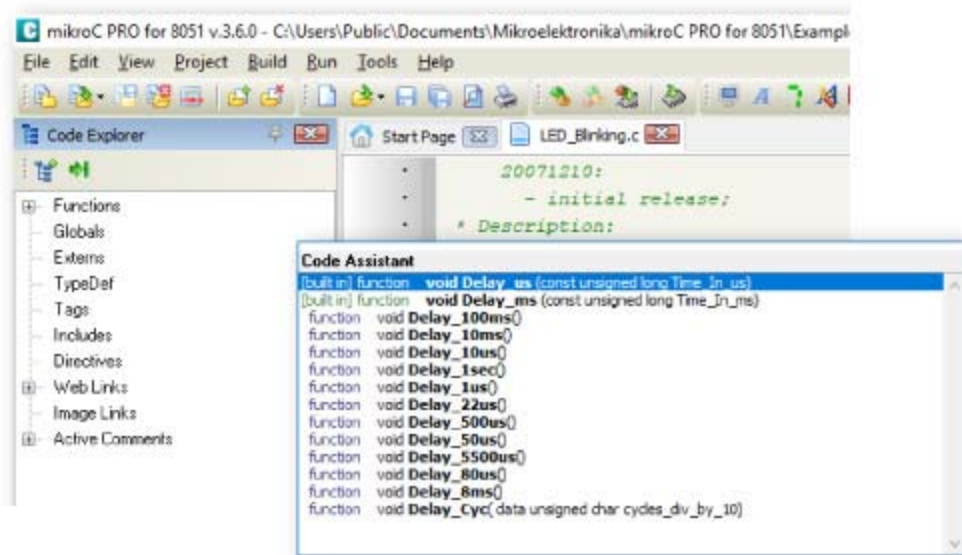 mikroC PRO for 8051 v.3.6.0 - C:\Users\Public\Documents\Mikroelektronika\mikroC PRO for 8051\Exampl
File Edit View Project Build Run Tools Help
Code Explorer
Start Page LED_Blinking.c
Functions
Globals
Externs
TypeDef
Tags
Includes
Directives
Web Links
Image Links
Active Comments
20071210:
- initial release;
* Description:
Code Assistant
[built in] function void Delay_us (const unsigned long Time_In_us)
[built in] function void Delay_ms (const unsigned long Time_In_ms)
function void Delay_100ms()
function void Delay_10ms()
function void Delay_10us()
function void Delay_1sec()
function void Delay_1us()
function void Delay_22us()
function void Delay_500us()
function void Delay_50us()
function void Delay_5500us()
function void Delay_80us()
function void Delay_8ms()
function void Delay_Cyc( data unsigned char cycles_div_by_10)